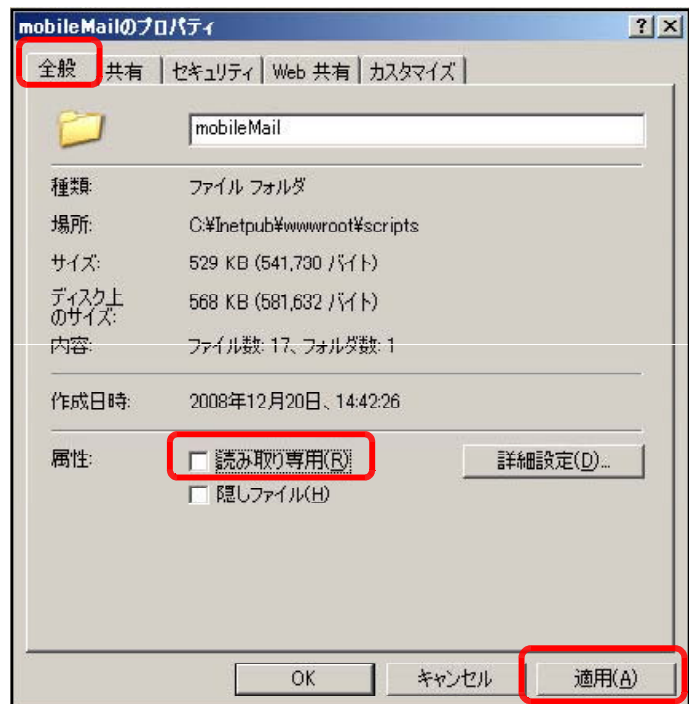 mobileMailのプロパティ
全般 共有 セキュリティ Web 共有 カスタマイズ
mobileMail
種類: ファイル フォルダ
場所: C:¥Inetpub¥wwwroot¥scripts
サイズ: 529 KB (541,730 バイト)
ディスク上
のサイズ: 568 KB (581,632 バイト)
内容: ファイル数: 17、フォルダ数: 1
作成日時: 2008年12月20日、14:42:26
属性: 読み取り専用(R) 詳細設定(D)...
隠しファイル(H)
OK キャンセル 適用(A)